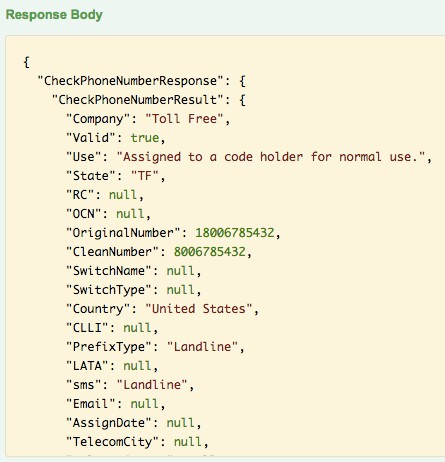 Response Body
{
"CheckPhoneNumberResponse": {
"CheckPhoneNumberResult": {
"Company": "Toll Free",
"Valid": true,
"Use": "Assigned to a code holder for normal use.",
"State": "TF",
"RC": null,
"OCN": null,
"OriginalNumber": 18006785432,
"CleanNumber": 8006785432,
"SwitchName": null,
"SwitchType": null,
"Country": "United States",
"CLLI": null,
"PrefixType": "Landline",
"LATA": null,
"sms": "Landline",
"Email": null,
"AssignDate": null,
"TelecomCity": null,